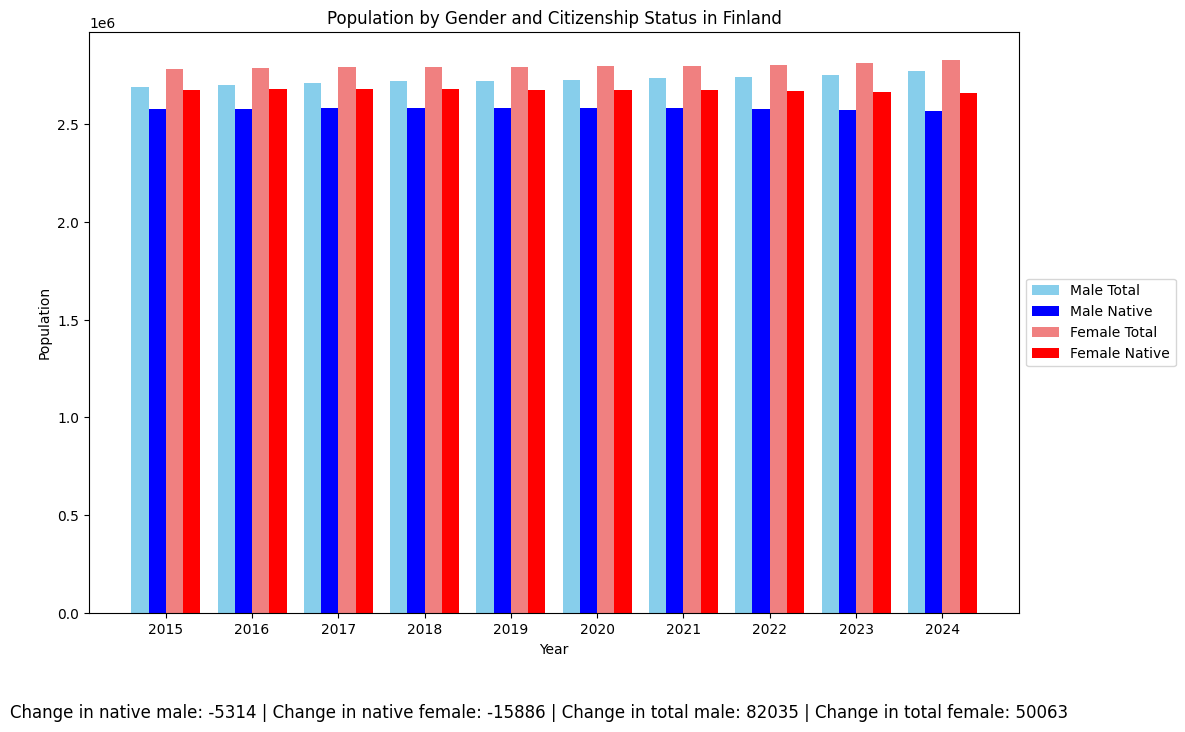 Population by Gender and Citizenship Status in Finland
1e6
2.5
2.0
1.5
1.0
0.5
0.0
Population
2015 2016 2017 2018 2019 2020 2021 2022 2023 2024
Year
Male Total
Male Native
Female Total
Female Native
Change in native male: -5314 | Change in native female: -15886 | Change in total male: 82035 | Change in total female: 50063